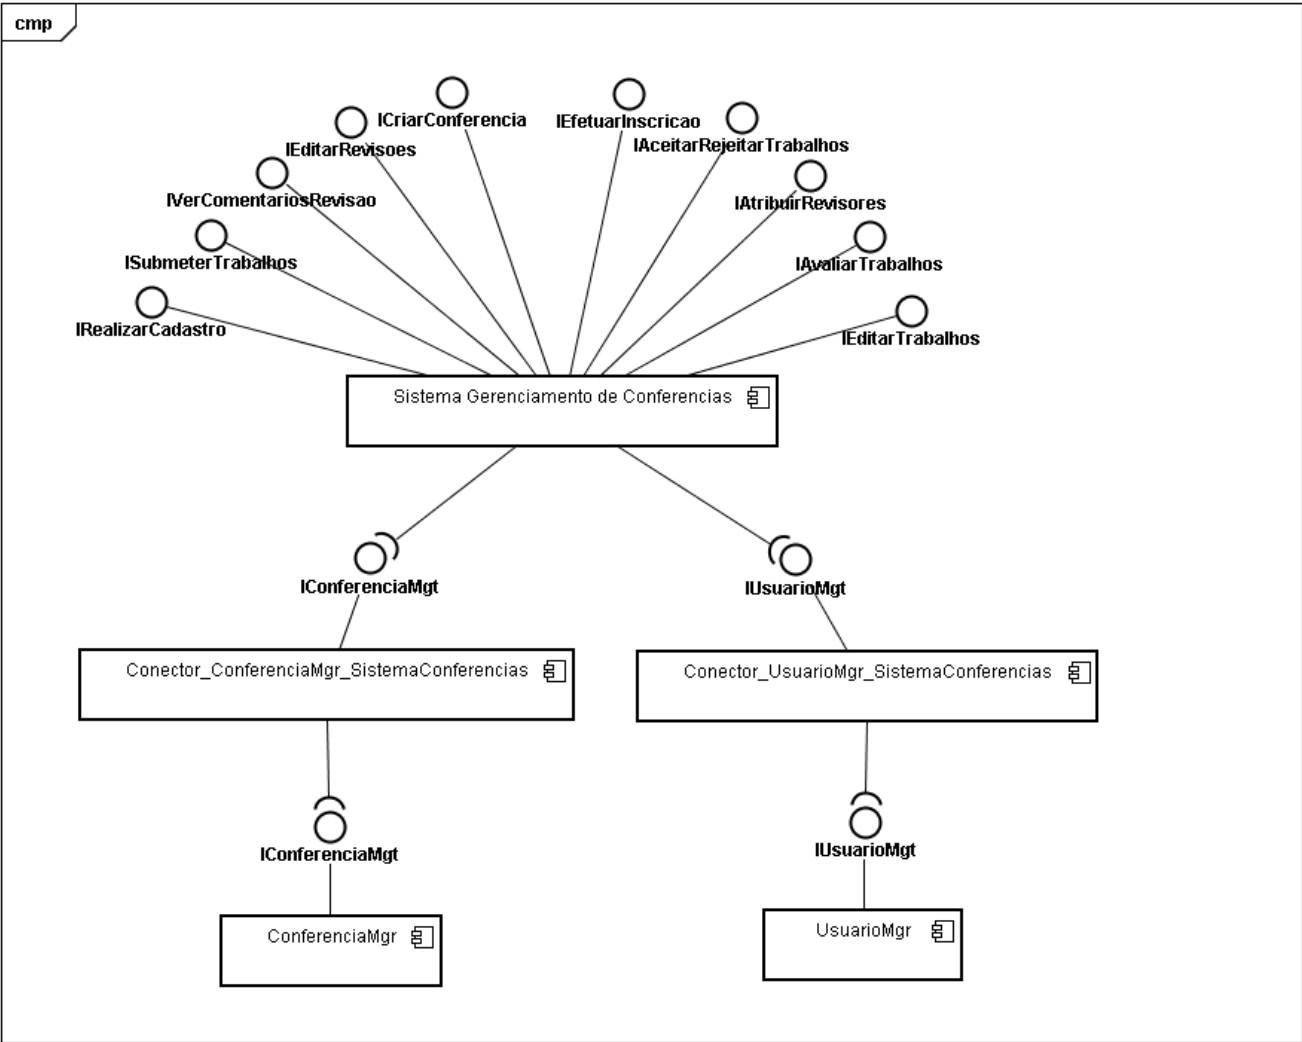 cmp
ICriarConferencia
IEfetuarInscricao
IEditarRevisoes
IAceitarRejeitarTrabalhos
IVerComentariosRevisao
IAtribuirRevisores
ISubmeterTrabalhos
IAvaliarTrabalhos
IRealizarCadastro
IEditarTrabalhos
Sistema Gerenciamento de Conferencias
IConferenciaMgt
IUsuarioMgt
Conector_ConferenciaMgr_SistemaConferencias
Conector_UsuarioMgr_SistemaConferencias
IConferenciaMgt
IUsuarioMgt
ConferenciaMgr
UsuarioMgr